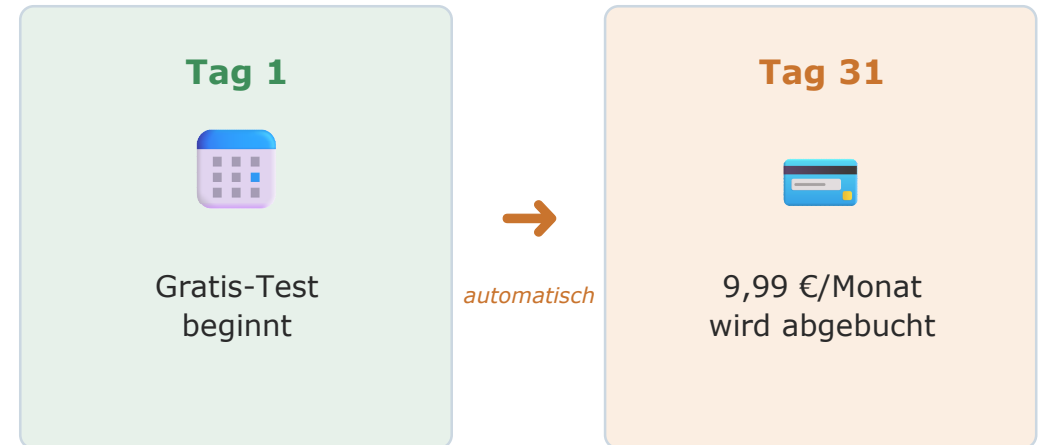 Tag 1
Gratis-Test
beginnt
automatisch
Tag 31
9,99 €/Monat
wird abgebucht